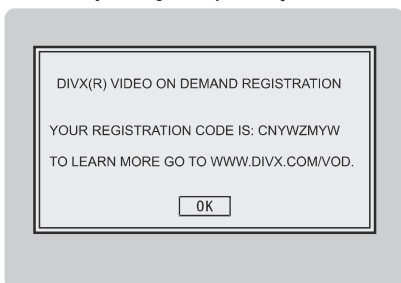 DIVX(R) VIDEO ON DEMAND REGISTRATION
YOUR REGISTRATION CODE IS: CNYWZMYW
TO LEARN MORE GO TO WWW.DIVX.COM/VOD.
OK